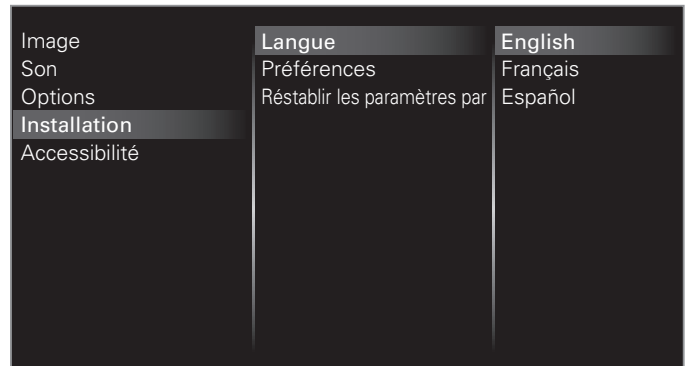 Image
Son
Options
Installation
Accessibilité
Langue
Préférences
Réstablir les paramètres par
English
Français
Español